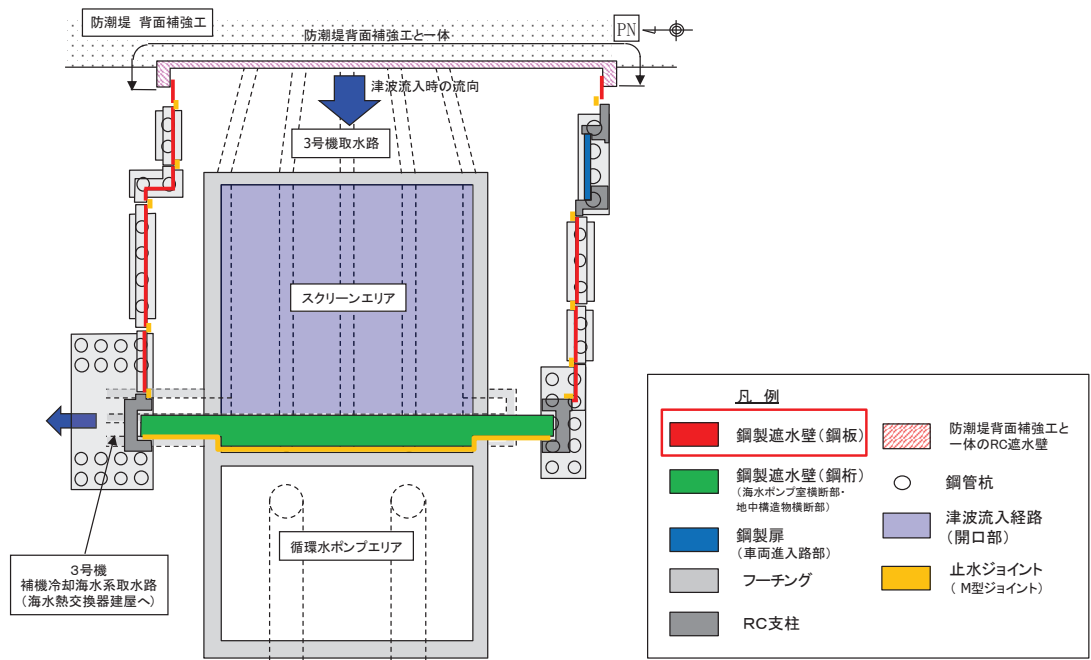 防潮堤 背面補強工
防潮堤背面補強工と一体
PN
津波流入時の流向
3号機取水路
スクリーンエリア
循環水ポンプエリア
3号機
補機冷却海水系取水路
(海水熱交換器建屋へ)
凡 例
鋼製遮水壁(鋼板)
鋼製遮水壁(鋼桁)
(海水ポンプ室横断部・
地中構造物横断部)
鋼製扉
(車両進入路部)
フーチング
RC支柱
防潮堤背面補強工と
一体のRC遮水壁
鋼管杭
津波流入経路
(開口部)
止水ジョイント
(M型ジョイント)